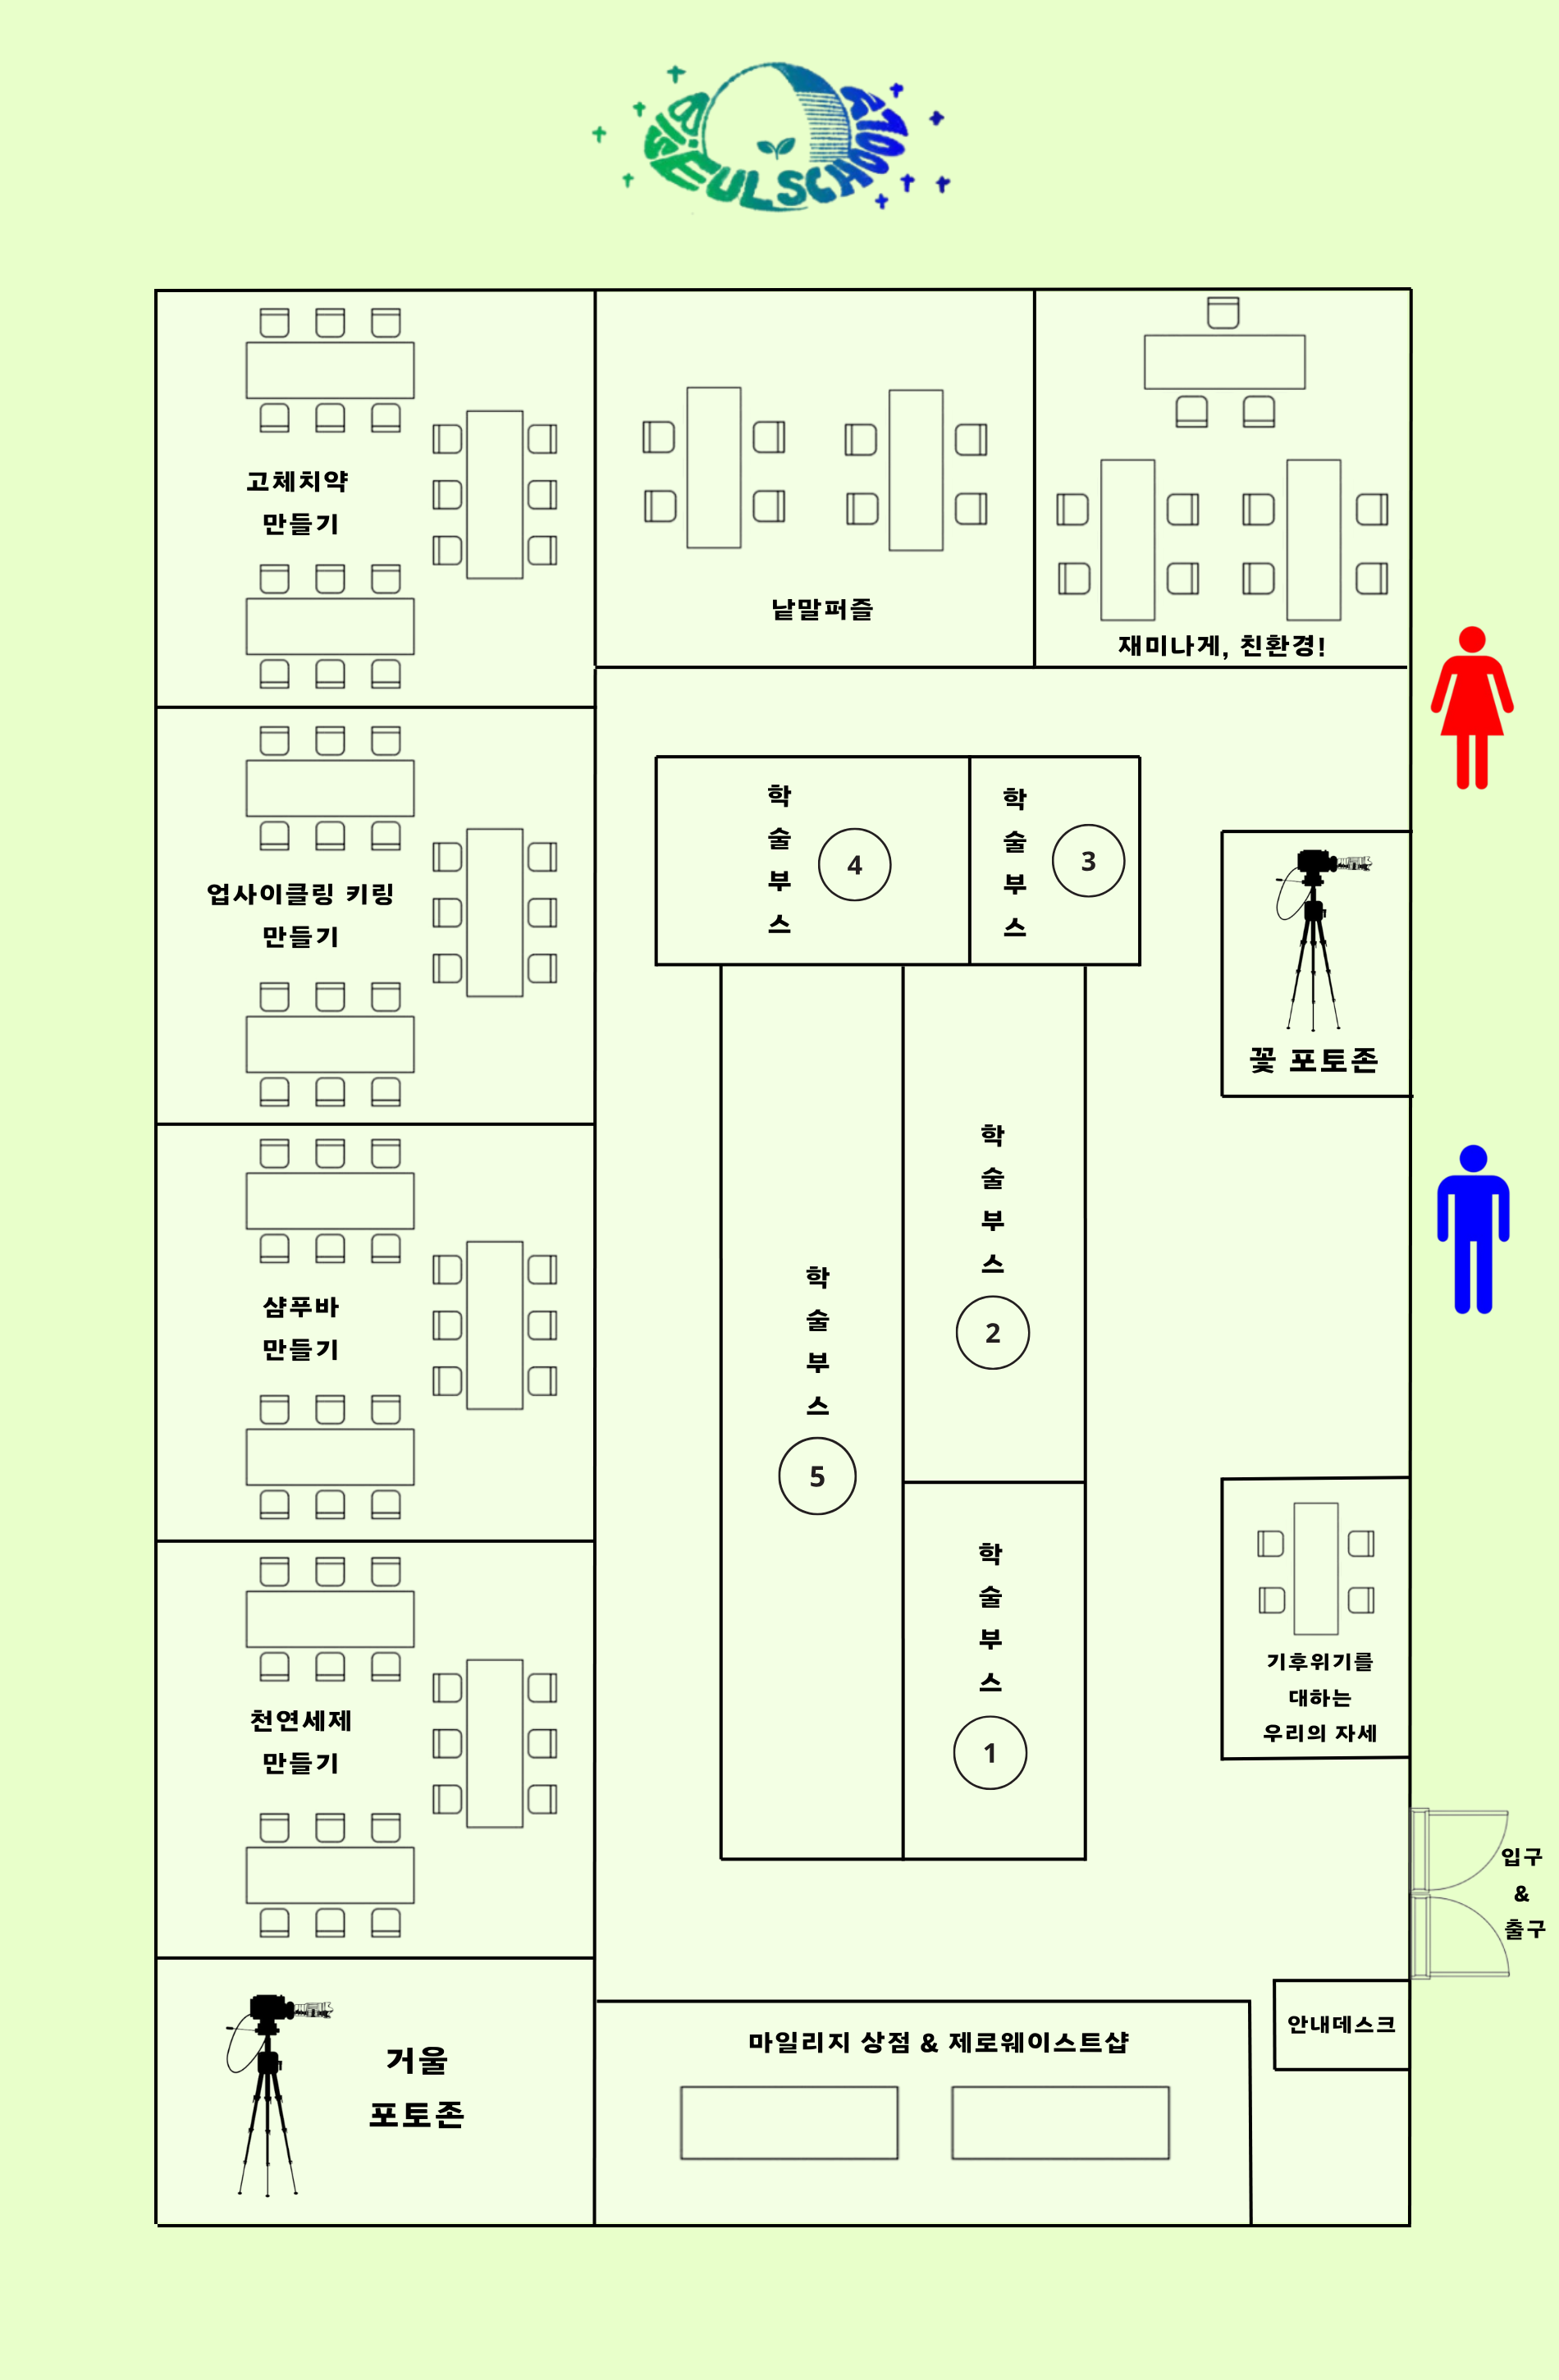 비글 EUL SCHOOL
고체치약
만들기
낱말퍼즐
재미나게, 친환경!
업사이클링 키링
만들기
학
술
부
스
4
학
술
부
스
3
꽃 포토존
샴푸바
만들기
학
술
부
스
5
학
술
부
스
2
학
술
부
스
1
기후위기를
대하는
우리의 자세
천연세제
만들기
입구
&
출구
안내데스크
거울
포토존
마일리지 상점 & 제로웨이스트샵